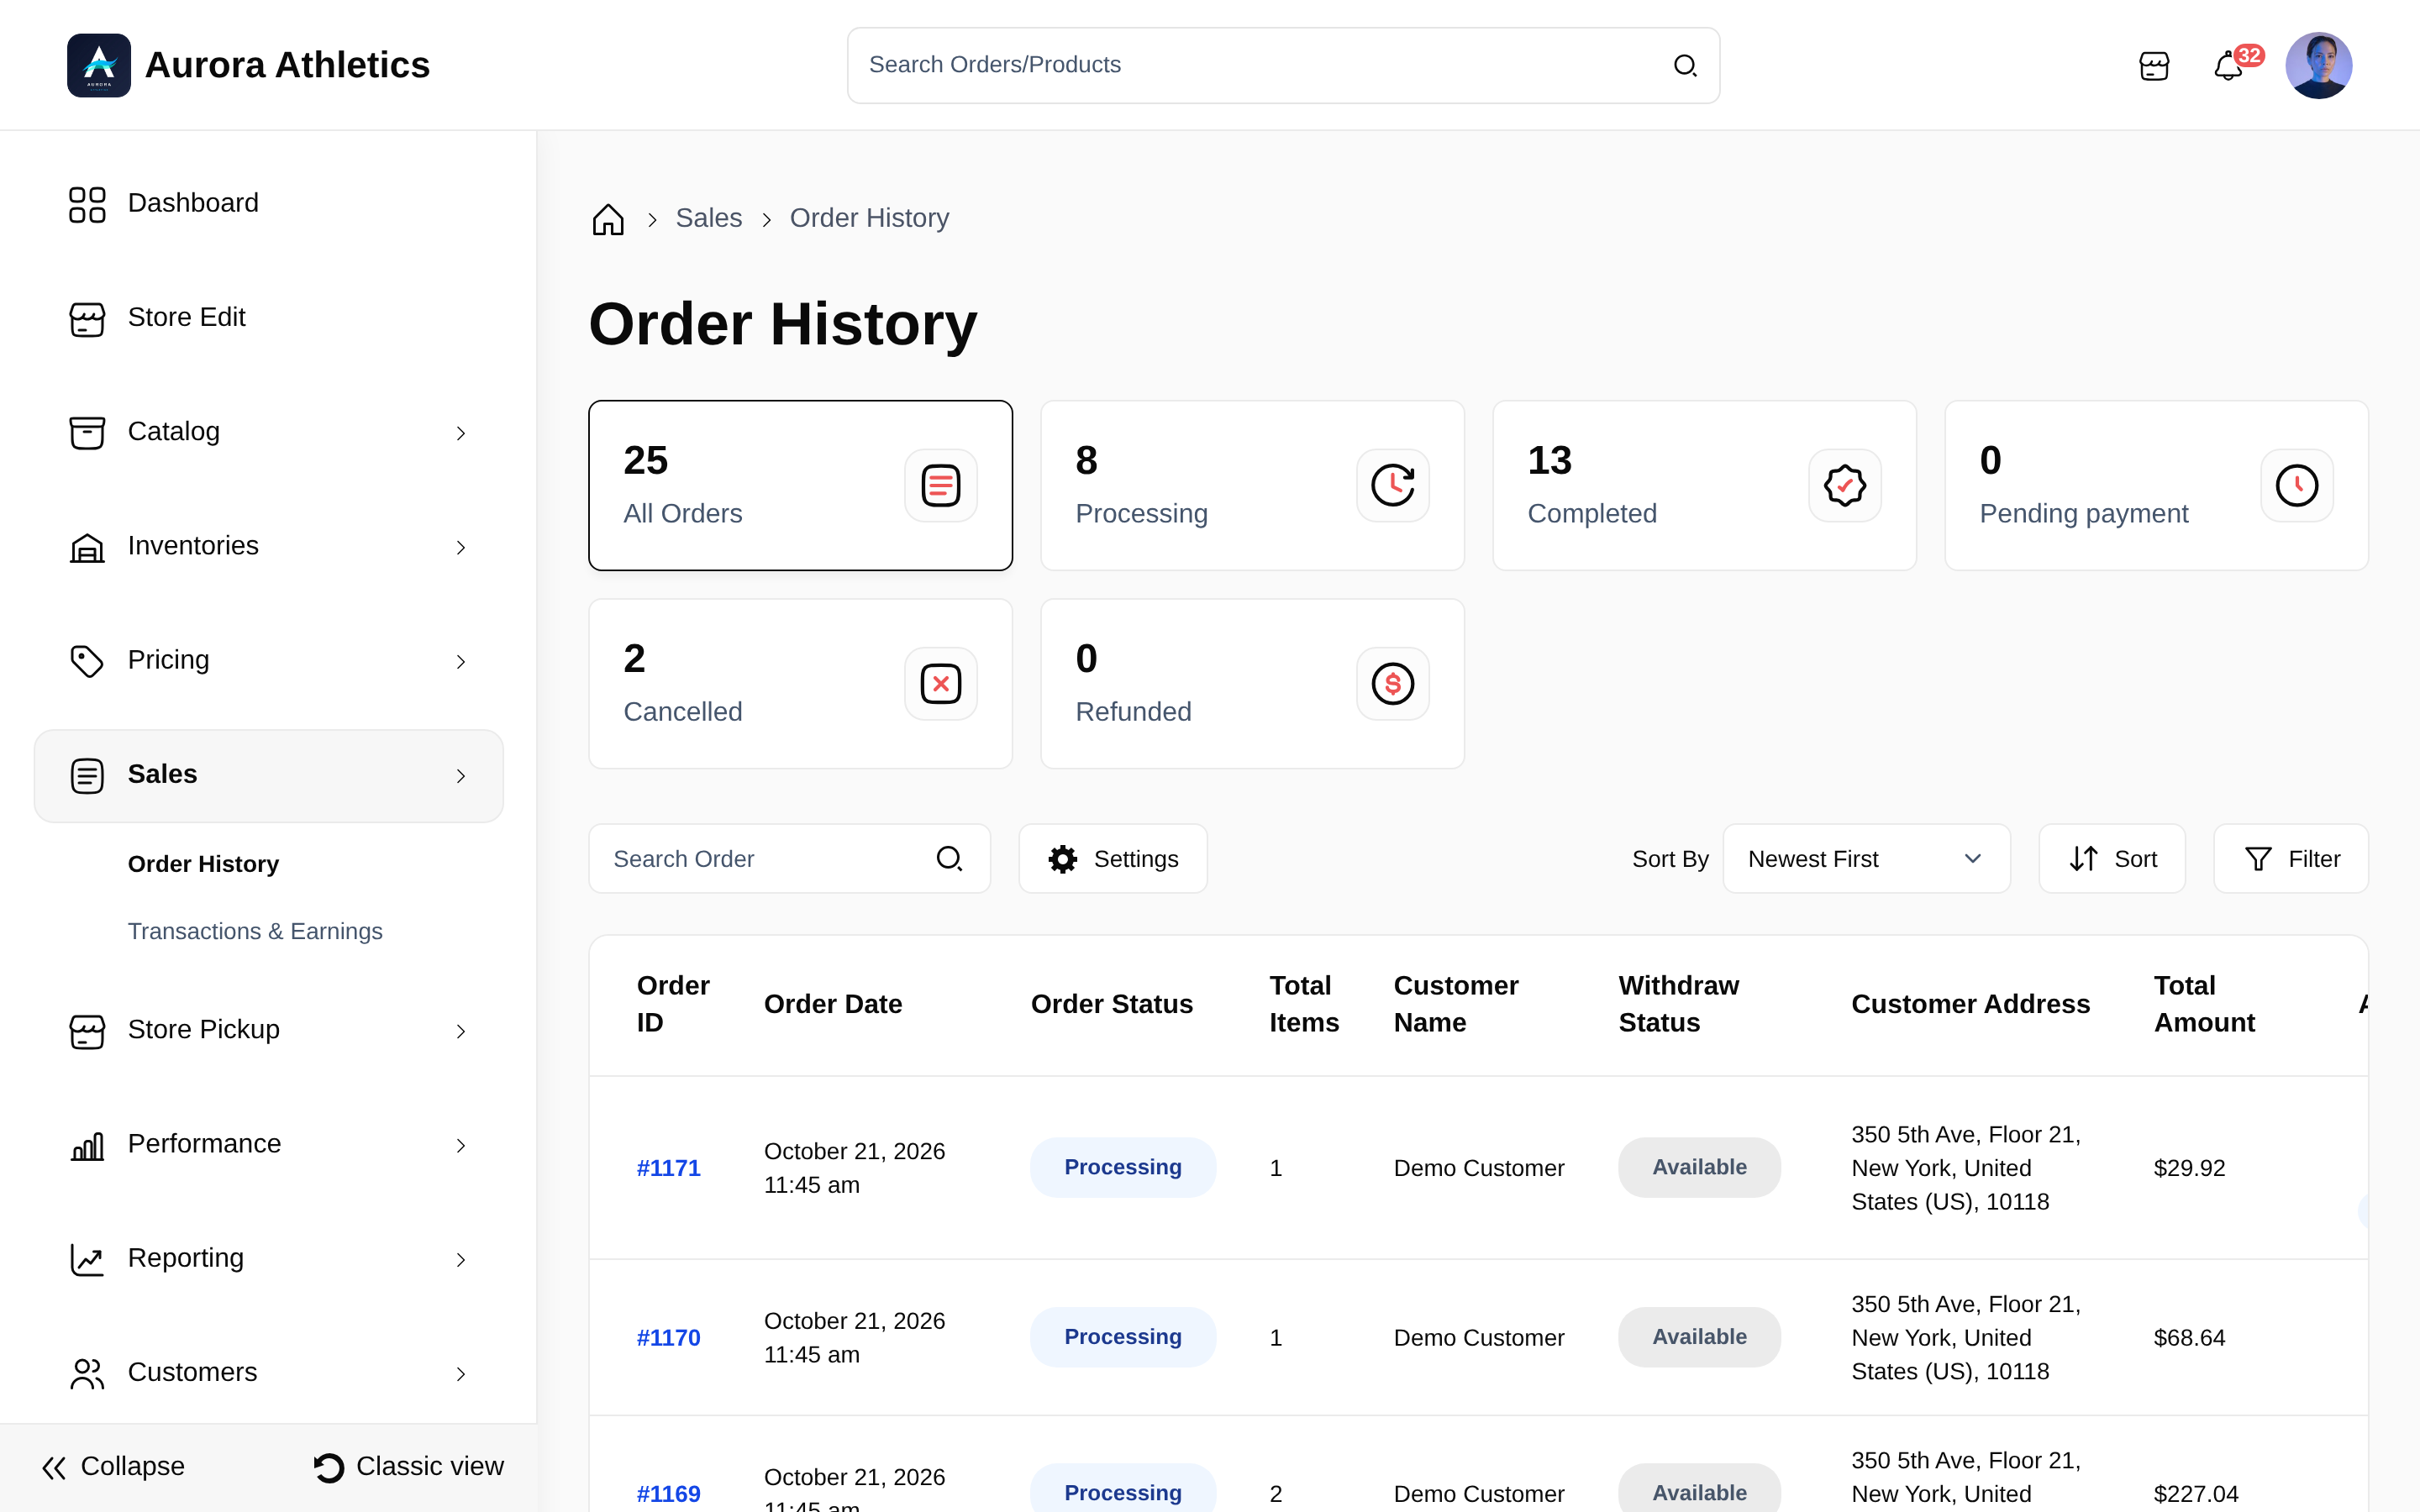 AURORA
Aurora Athletics
Search Orders/Products
32
Dashboard
Store Edit
Catalog
Inventories
Pricing
Sales
Order History
Transactions & Earnings
Store Pickup
Performance
Reporting
Customers
Collapse
Classic view
Sales
Order History
Order History
25
All Orders
8
Processing
13
Completed
0
Pending payment
2
Cancelled
0
Refunded
Search Order
Settings
Sort By
Newest First
Sort
Filter
Order
ID
Order Date
Order Status
Total
Items
Customer
Name
Withdraw
Status
Customer Address
Total
Amount
#1171
October 21, 2026
11:45 am
Processing
1
Demo Customer
Available
350 5th Ave, Floor 21,
New York, United
States (US), 10118
$29.92
#1170
October 21, 2026
11:45 am
Processing
1
Demo Customer
Available
350 5th Ave, Floor 21,
New York, United
States (US), 10118
$68.64
#1169
October 21, 2026
11:45 am
Processing
2
Demo Customer
Available
350 5th Ave, Floor 21,
New York, United
$227.04